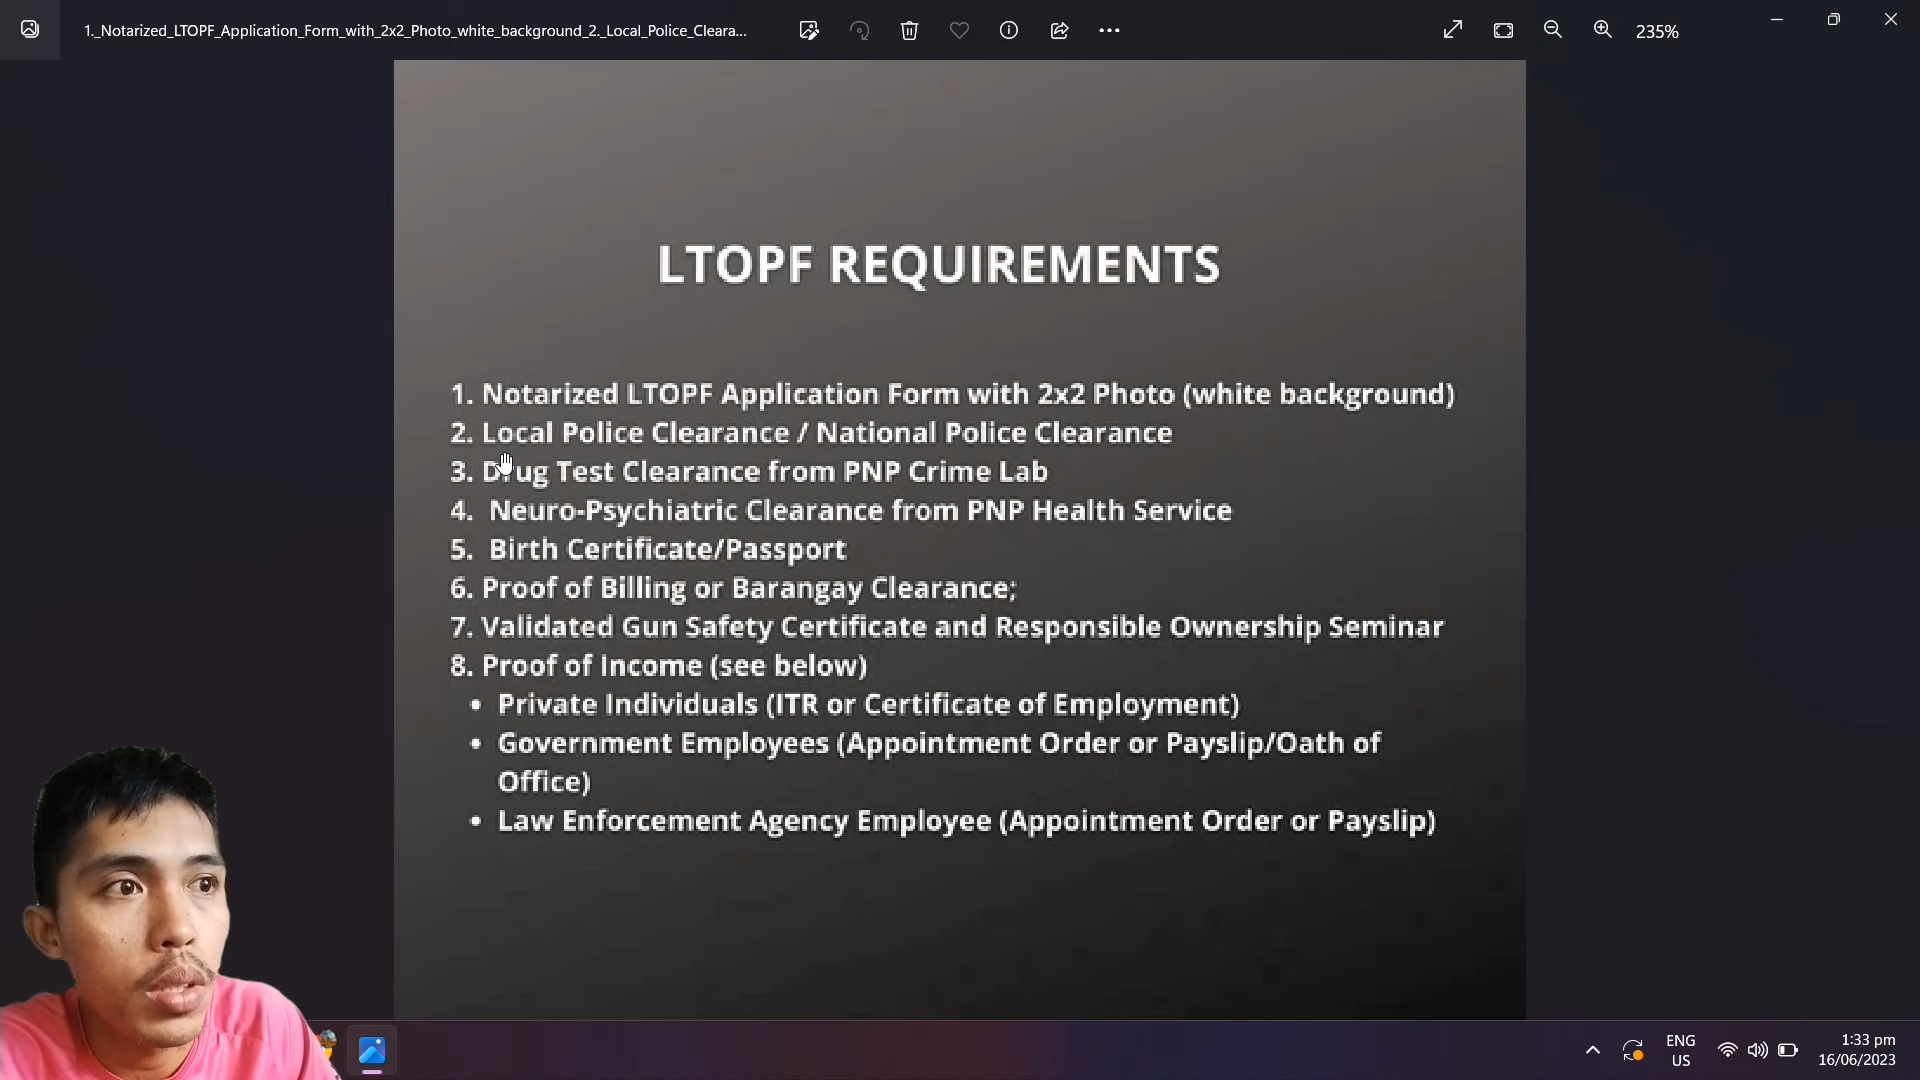 1._Notarized_LTOPF_Application_Form_with_2x2_Photo_white_background_2._Local_Police_Cleara...
235%
LTOPF REQUIREMENTS
1. Notarized LTOPF Application Form with 2x2 Photo (white background)
2. Local Police Clearance / National Police Clearance
3. Drug Test Clearance from PNP Crime Lab
4. Neuro-Psychiatric Clearance from PNP Health Service
5. Birth Certificate/Passport
6. Proof of Billing or Barangay Clearance;
7. Validated Gun Safety Certificate and Responsible Ownership Seminar
8. Proof of Income (see below)
• Private Individuals (ITR or Certificate of Employment)
• Government Employees (Appointment Order or Payslip/Oath of
Office)
• Law Enforcement Agency Employee (Appointment Order or Payslip)
ENG
US
1:33 pm
16/06/2023